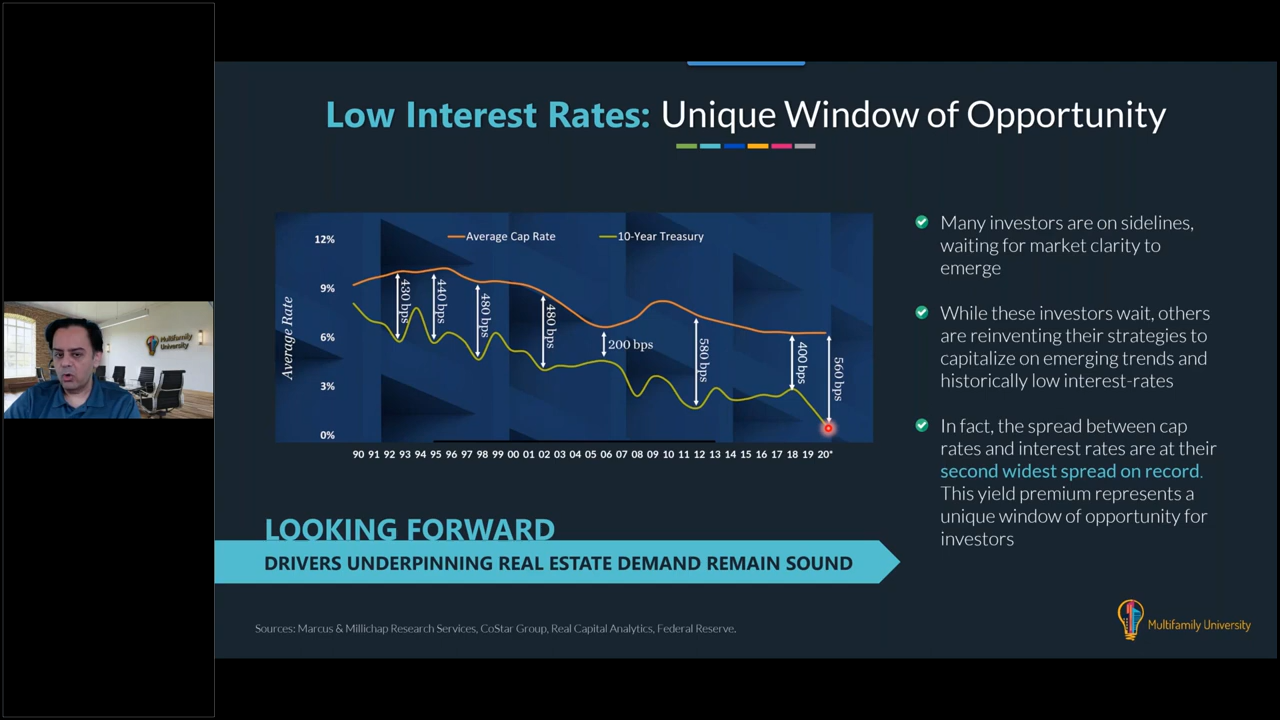 Low Interest Rates: Unique Window of Opportunity
Average Cap Rate
10-Year Treasury
Average Rate
12%
9%
6%
3%
0%
430 bps
440 bps
480 bps
480 bps
200 bps
580 bps
400 bps
560 bps
90 91 92 93 94 95 96 97 98 99 00 01 02 03 04 05 06 07 08 09 10 11 12 13 14 15 16 17 18 19 20*
Many investors are on sidelines,
waiting for market clarity to
emerge
While these investors wait, others
are reinventing their strategies to
capitalize on emerging trends and
historically low interest-rates
In fact, the spread between cap
rates and interest rates are at their
second widest spread on record.
This yield premium represents a
unique window of opportunity for
investors
LOOKING FORWARD
DRIVERS UNDERPINNING REAL ESTATE DEMAND REMAIN SOUND
Sources: Marcus & Millichap Research Services, CoStar Group, Real Capital Analytics, Federal Reserve.
Multifamily University
Multifamily
University